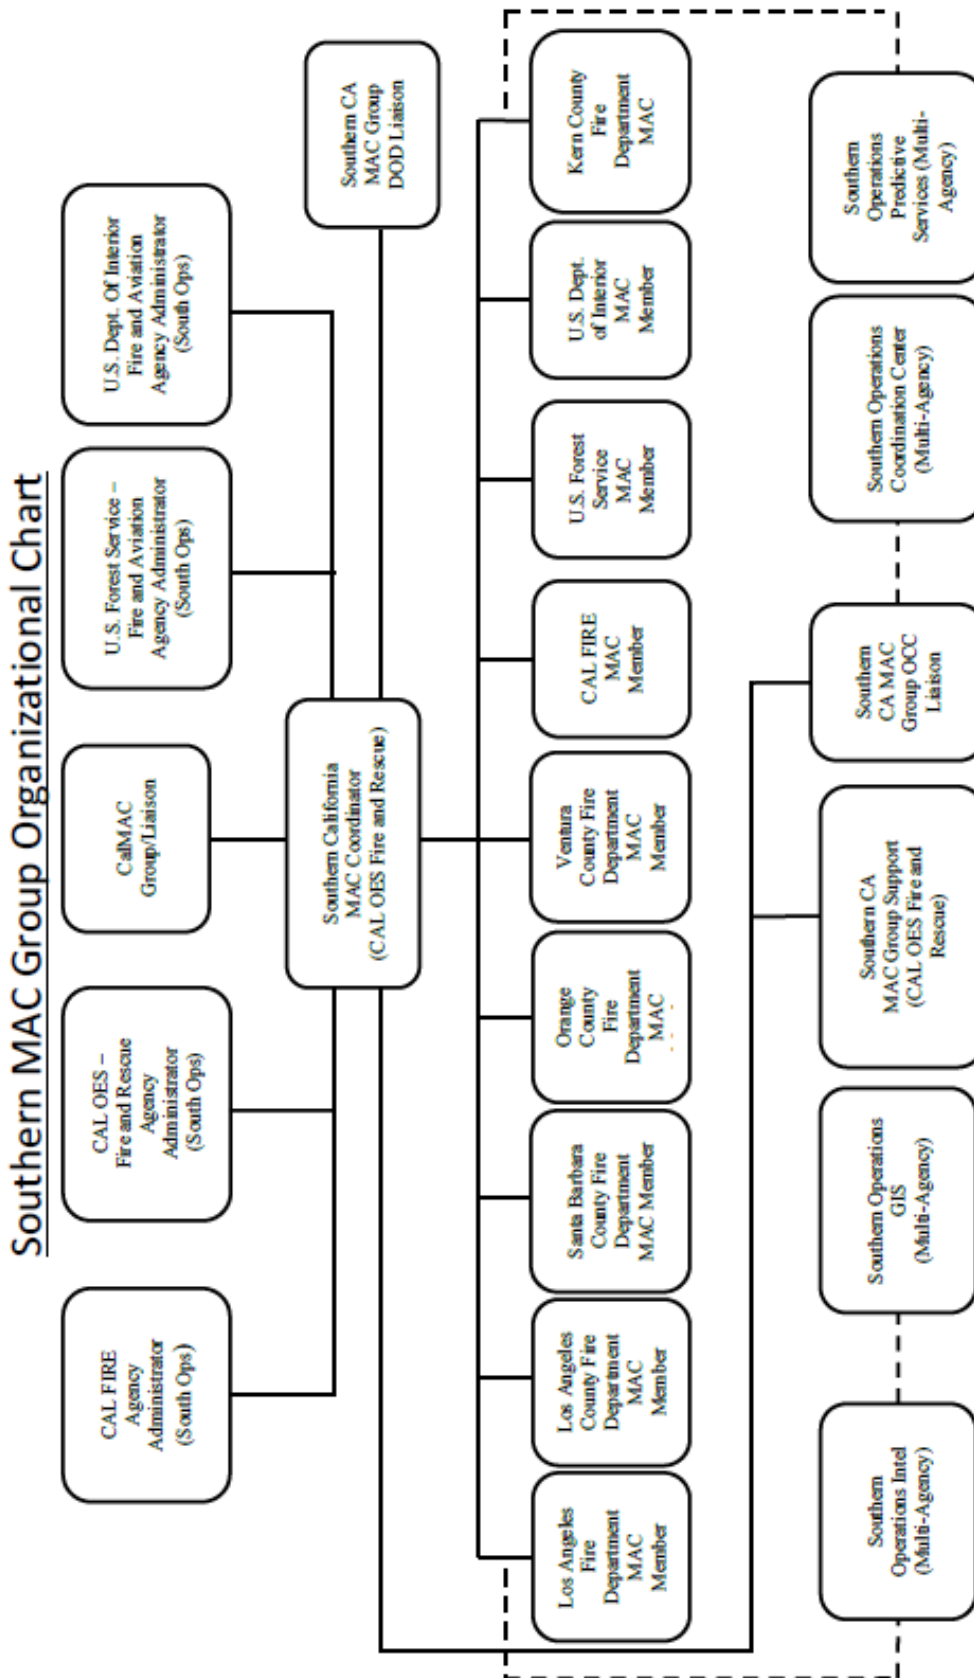 Southern MAC Group Organizational Chart
CAL FIRE
Agency
Administrator
(South Ops)
CAL OES –
Fire and Rescue
Agency
Administrator
(South Ops)
CalMAC
Group/Liaison
U.S. Forest Service –
Fire and Aviation
Agency Administrator
(South Ops)
U.S. Dept. Of Interior
Fire and Aviation
Agency Administrator
(South Ops)
Southern California
MAC Coordinator
(CAL OES Fire and Rescue)
Southern CA
MAC Group
DOD Liaison
Los Angeles
Fire
Department
MAC
Member
Los Angeles
County Fire
Department
MAC
Member
Santa Barbara
County Fire
Department
MAC Member
Orange
County
Fire
Department
MAC
Ventura
County Fire
Department
MAC
Member
CAL FIRE
MAC
Member
U.S. Forest
Service
MAC
Member
U.S. Dept.
of Interior
MAC
Member
Kern County
Fire
Department
MAC
Southern
Operations Intel
(Multi-Agency)
Southern Operations
GIS
(Multi-Agency)
Southern CA
MAC Group Support
(CAL OES Fire and
Rescue)
Southern
CA MAC
Group OCC
Liaison
Southern Operations
Coordination Center
(Multi-Agency)
Southern
Operations
Predictive
Services (Multi-
Agency)